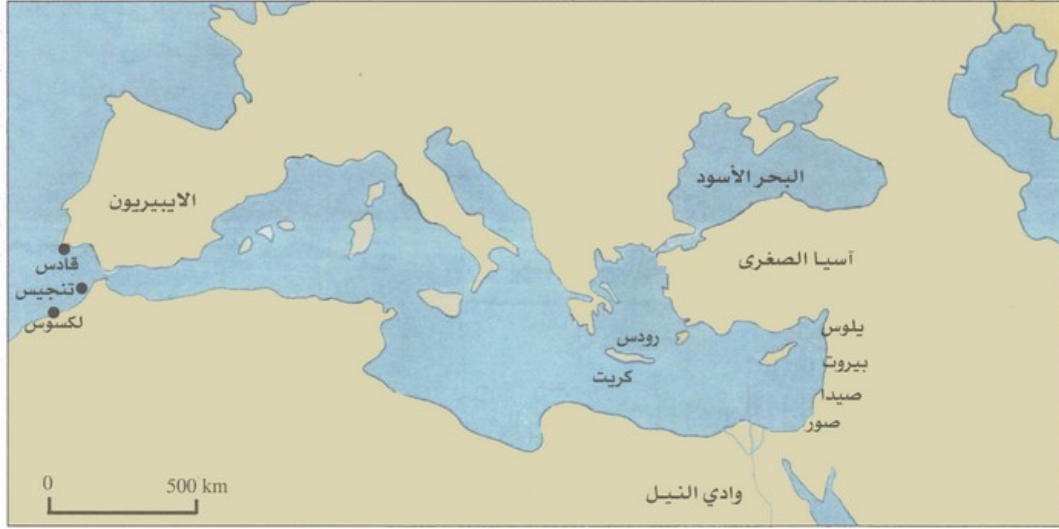 البحر الأسود
الايبيريون
آسيا الصغرى
قادس
تنجيس
لكسوس
يلوس
رودس
بيروت
كريت
صيدا
صور
0 500 km
وادي النيل